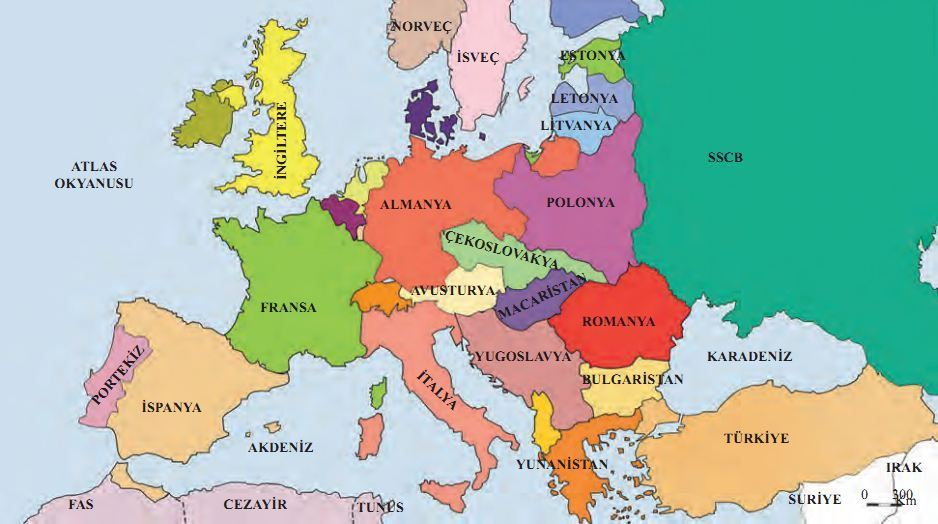 NORVEÇ
İSVEÇ
ESTONYA
LETONYA
LİTVANYA
İNGİLTERE
SSCB
ATLAS
OKYANUSU
ALMANYA
POLONYA
ÇEKOSLOVAKYA
AVUSTURYA
MACARİSTAN
FRANSA
ROMANYA
YUGOSLAVYA
KARADENİZ
PORTEKİZ
İSPANYA
İTALYA
BULGARİSTAN
AKDENİZ
TÜRKİYE
YUNANİSTAN
IRAK
SURİYE
0 300
Km
FAS
CEZAYİR
TUNUS